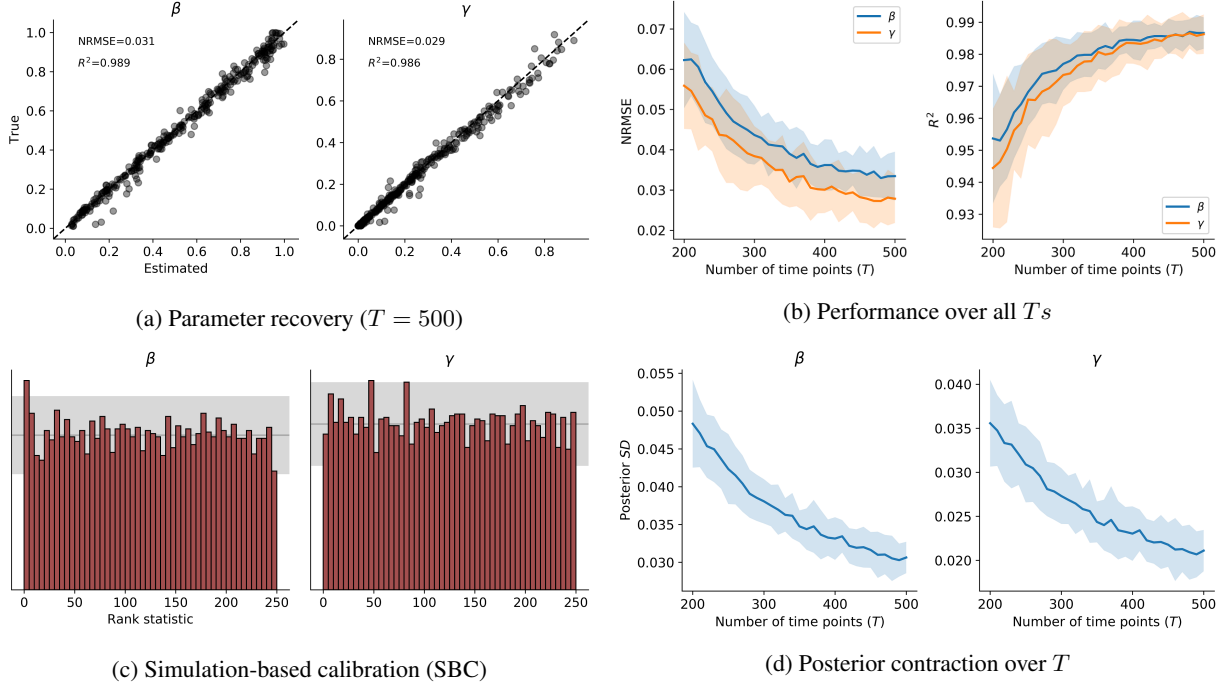 β
NRMSE=0.031
R²=0.989
True
1.0
0.8
0.6
0.4
0.2
0.0
0.0 0.2 0.4 0.6 0.8 1.0
Estimated
γ
NRMSE=0.029
R²=0.986
0.8
0.6
0.4
0.2
0.0
0.0 0.2 0.4 0.6 0.8
(a) Parameter recovery (T = 500)
β
γ
NRMSE
0.07
0.06
0.05
0.04
0.03
0.02
200 300 400 500
Number of time points (T)
R²
0.99
0.98
0.97
0.96
0.95
0.94
0.93
β
γ
200 300 400 500
Number of time points (T)
(b) Performance over all Ts
β
0 50 100 150 200 250
Rank statistic
γ
0 50 100 150 200 250
(c) Simulation-based calibration (SBC)
β
Posterior SD
0.055
0.050
0.045
0.040
0.035
0.030
200 300 400 500
Number of time points (T)
γ
0.040
0.035
0.030
0.025
0.020
200 300 400 500
Number of time points (T)
(d) Posterior contraction over T